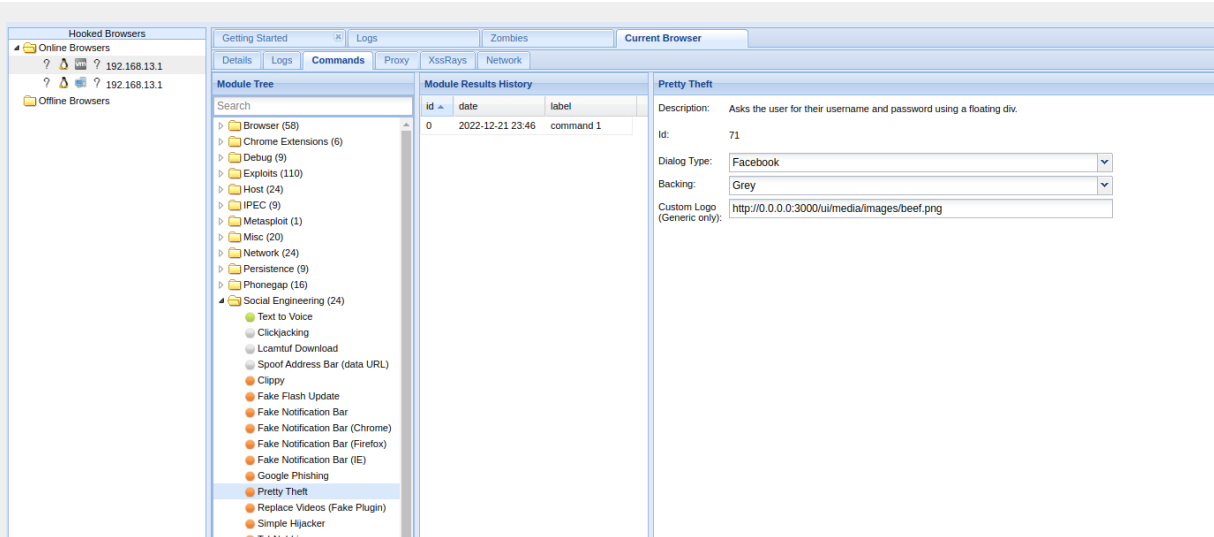 Hooked Browsers
Online Browsers
? ? 192.168.13.1
? ? 192.168.13.1
Offline Browsers
Getting Started Logs Zombies Current Browser
Details Logs Commands Proxy XssRays Network
Module Tree
Search
Browser (58)
Chrome Extensions (6)
Debug (9)
Exploits (110)
Host (24)
IPEC (9)
Metasploit (1)
Misc (20)
Network (24)
Persistence (9)
Phonegap (16)
Social Engineering (24)
Text to Voice
Clickjacking
Lcamtuf Download
Spoof Address Bar (data URL)
Clippy
Fake Flash Update
Fake Notification Bar
Fake Notification Bar (Chrome)
Fake Notification Bar (Firefox)
Fake Notification Bar (IE)
Google Phishing
Pretty Theft
Replace Videos (Fake Plugin)
Simple Hijacker
Module Results History
id date label
0 2022-12-21 23:46 command 1
Pretty Theft
Description: Asks the user for their username and password using a floating div.
Id: 71
Dialog Type: Facebook
Backing: Grey
Custom Logo
(Generic only): http://0.0.0.0:3000/ui/media/images/beef.png